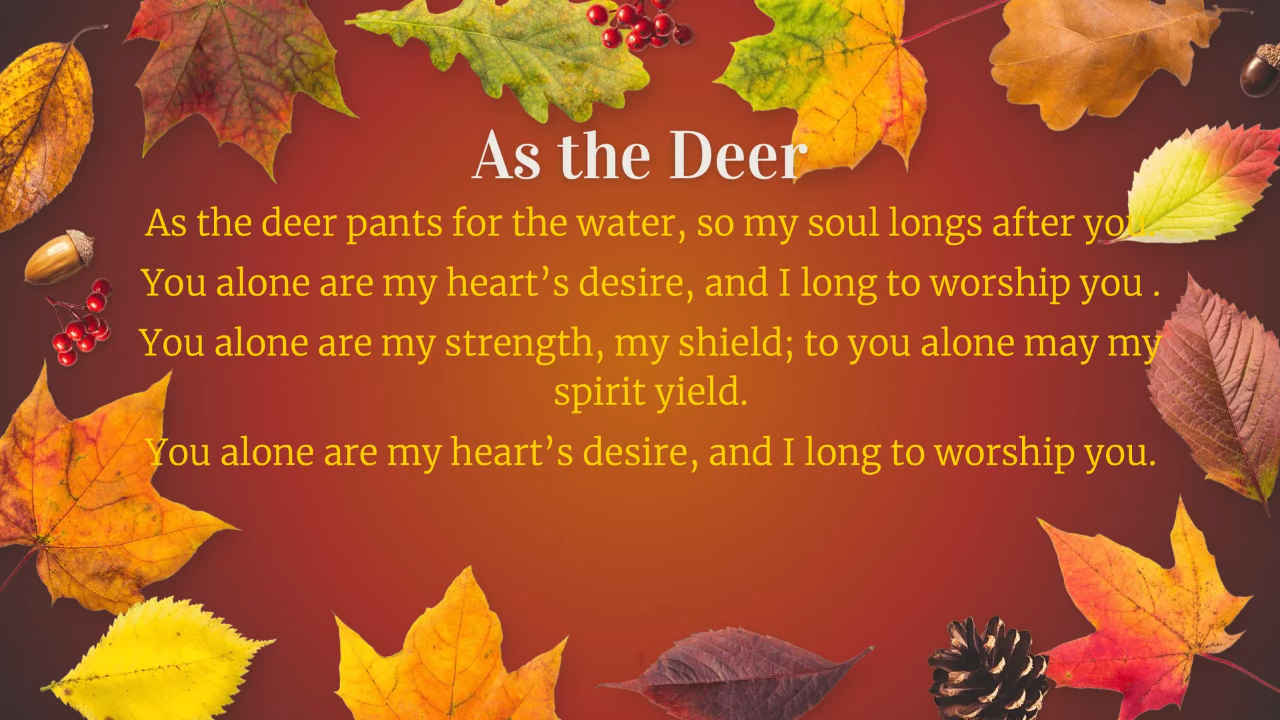 As the Deer
As the deer pants for the water, so my soul longs after you.
You alone are my heart’s desire, and I long to worship you .
You alone are my strength, my shield; to you alone may my
spirit yield.
You alone are my heart’s desire, and I long to worship you.